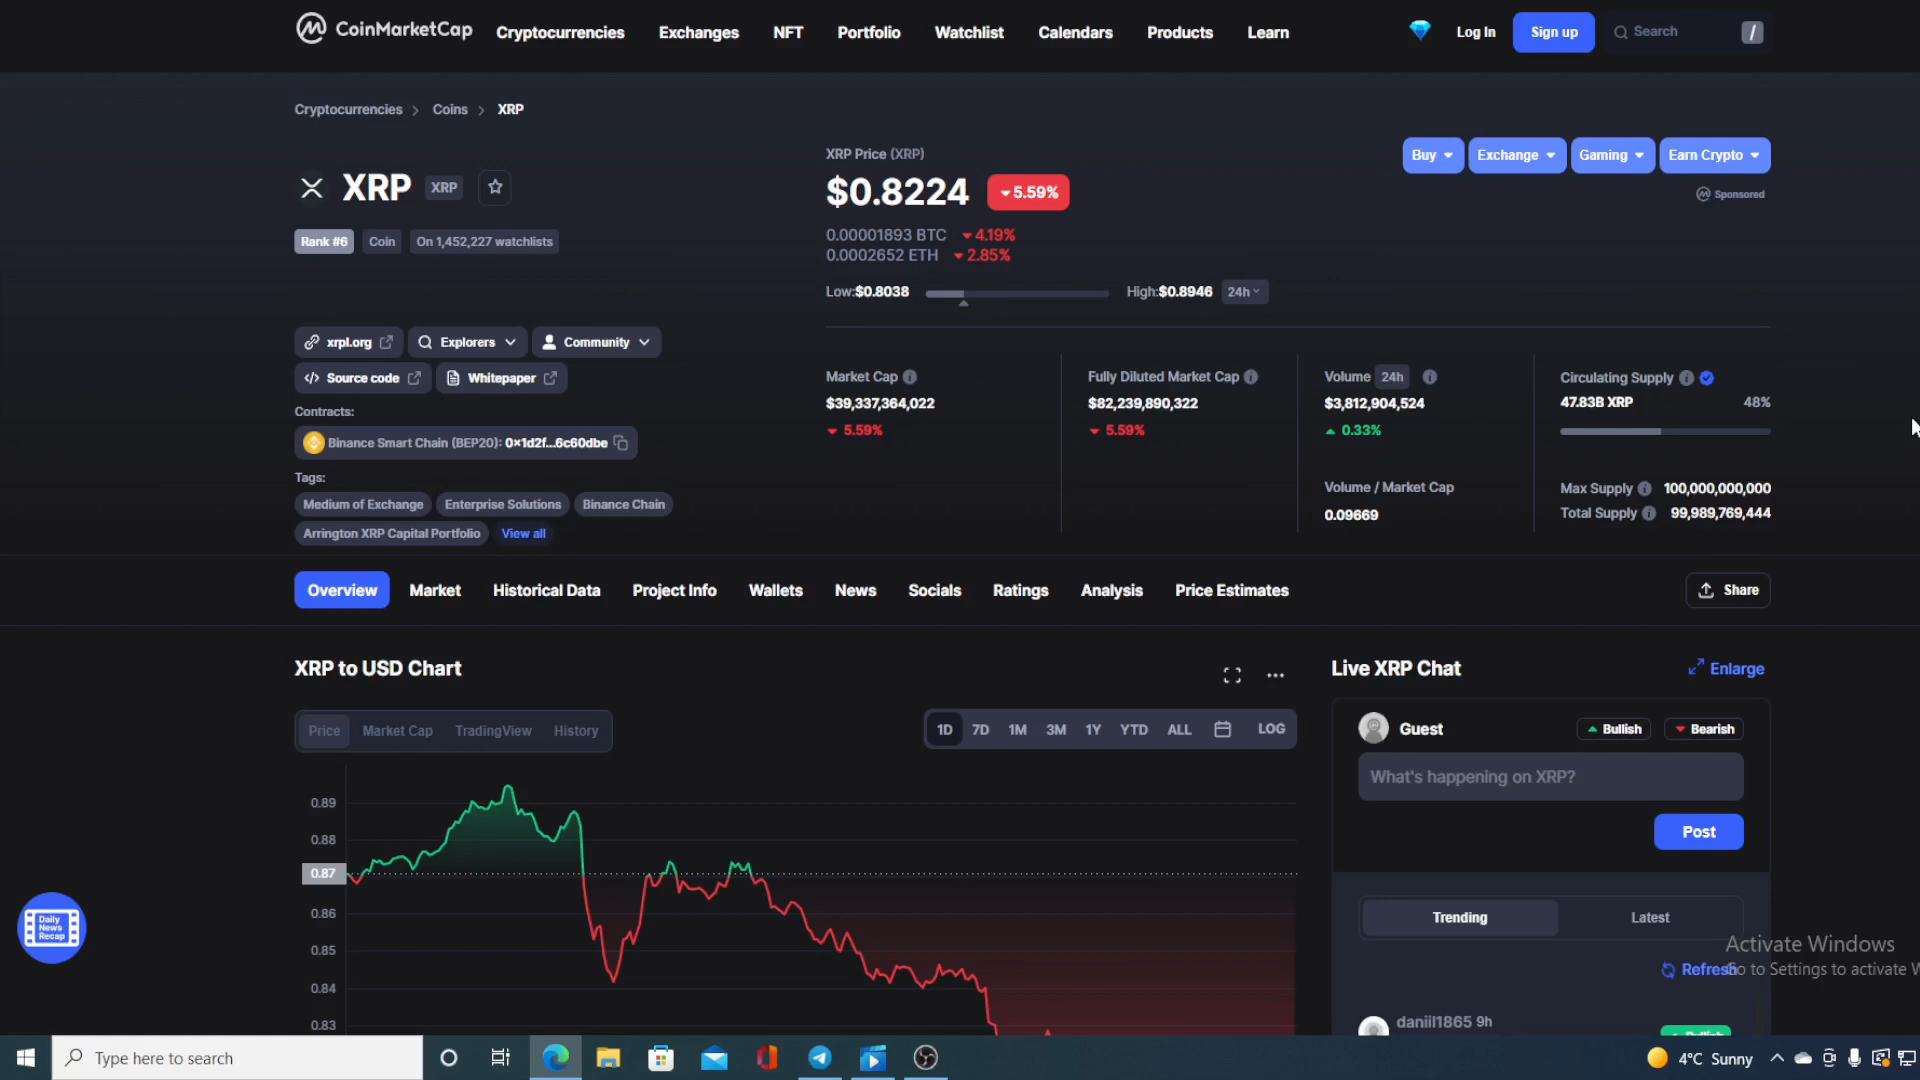 CoinMarketCap Cryptocurrencies Exchanges NFT Portfolio Watchlist Calendars Products Learn Log In Sign up Search /
Cryptocurrencies > Coins > XRP
XRP XRP
Rank #6 Coin On 1,452,227 watchlists
XRP Price (XRP)
$0.8224 5.59%
0.00001893 BTC 4.19%
0.0002652 ETH 2.85%
Low:$0.8038 High:$0.8946 24h
Buy Exchange Gaming Earn Crypto
Sponsored
xrpl.org Explorers Community
Source code Whitepaper
Contracts:
Binance Smart Chain (BEP20): 0x1d2f...6c60dbe
Tags:
Medium of Exchange Enterprise Solutions Binance Chain
Arrington XRP Capital Portfolio View all
Market Cap
$39,337,364,022
5.59%
Fully Diluted Market Cap
$82,239,890,322
5.59%
Volume 24h
$3,812,904,524
0.33%
Volume / Market Cap
0.09669
Circulating Supply
47.83B XRP 48%
Max Supply 100,000,000,000
Total Supply 99,989,769,444
Overview Market Historical Data Project Info Wallets News Socials Ratings Analysis Price Estimates Share
XRP to USD Chart
Price Market Cap TradingView History
1D 7D 1M 3M 1Y YTD ALL LOG
0.89
0.88
0.87
0.86
0.85
0.84
0.83
Daily
News
Recap
Live XRP Chat Enlarge
Guest Bullish Bearish
What's happening on XRP?
Post
Trending Latest
Activate Windows
Refresh
Go to Settings to activate W
daniil1865 9h
Bullish
Type here to search
4°C Sunny